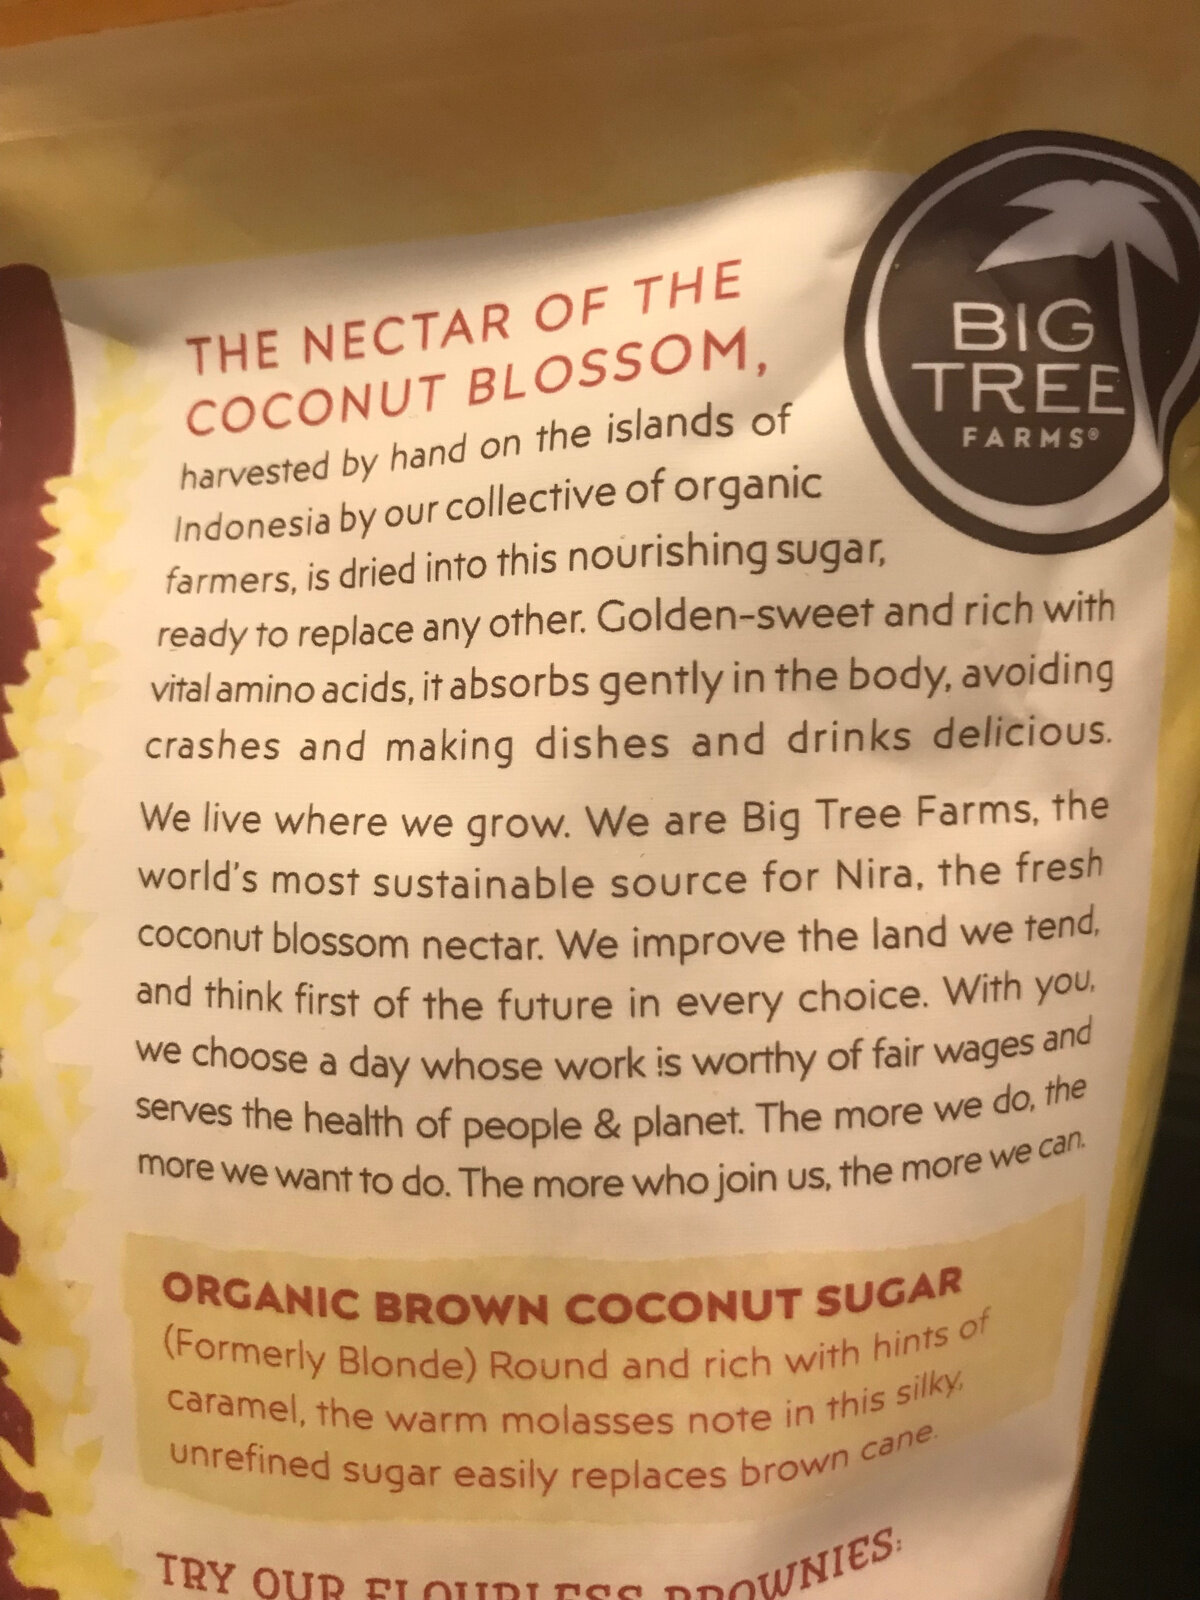 THE NECTAR OF THE
COCONUT BLOSSOM,
harvested by hand on the islands of
Indonesia by our collective of organic
farmers, is dried into this nourishing sugar,
ready to replace any other. Golden-sweet and rich with
vital amino acids, it absorbs gently in the body, avoiding
crashes and making dishes and drinks delicious.
BIG
TREE
FARMS®
We live where we grow. We are Big Tree Farms, the
world's most sustainable source for Nira, the fresh
coconut blossom nectar. We improve the land we tend,
and think first of the future in every choice. With you,
we choose a day whose work is worthy of fair wages and
serves the health of people & planet. The more we do, the
more we want to do. The more who join us, the more we can.
ORGANIC BROWN COCONUT SUGAR
(Formerly Blonde) Round and rich with hints of
caramel, the warm molasses note in this silky,
unrefined sugar easily replaces brown cane.
TRY OUR FLOURLESS BROWNIES: